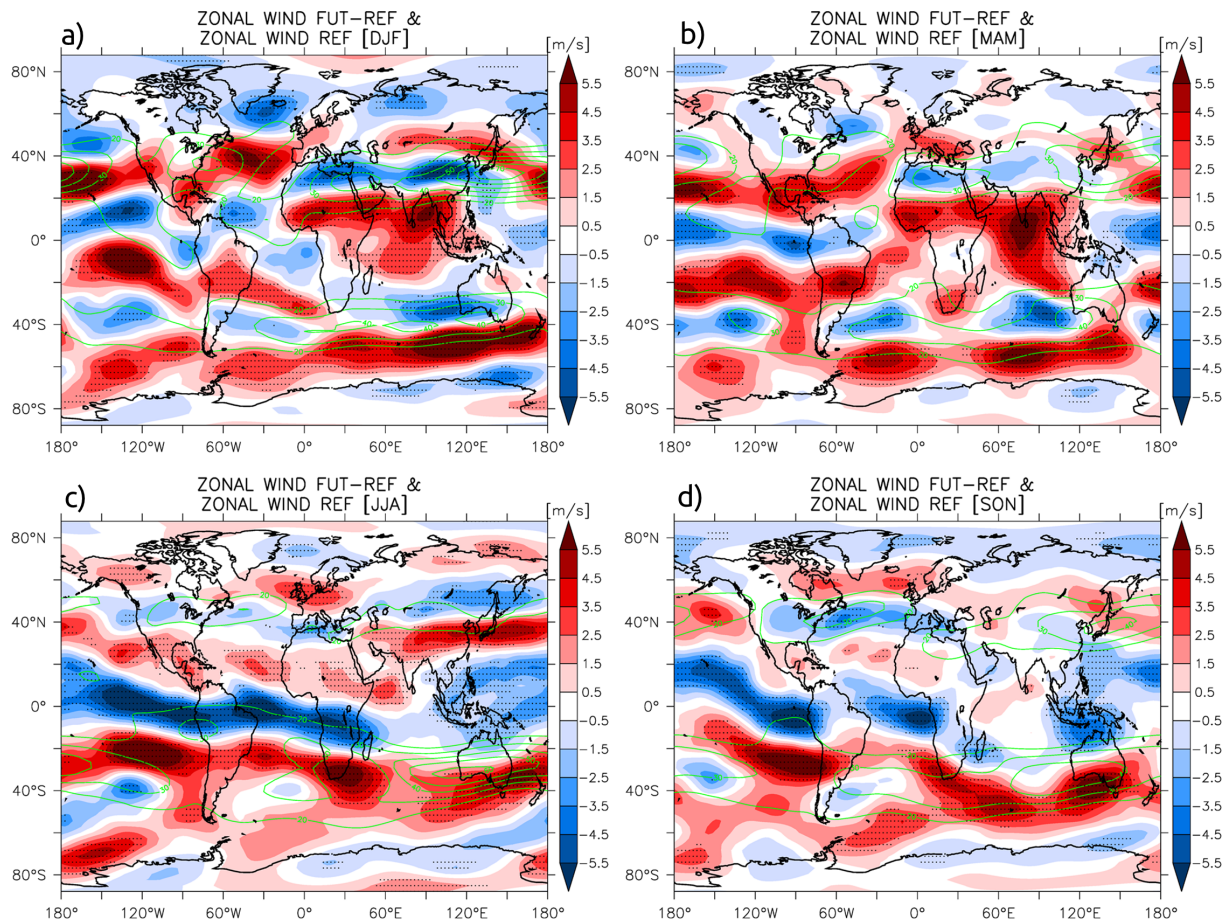 a)
ZONAL WIND FUT-REF &
ZONAL WIND REF [DJF]
[m/s]
80°N
40°N
0°
40°S
80°S
180°
120°W
60°W
0°
60°E
120°E
180°
5.5
4.5
3.5
2.5
1.5
0.5
-0.5
-1.5
-2.5
-3.5
-4.5
-5.5
b)
ZONAL WIND FUT-REF &
ZONAL WIND REF [MAM]
[m/s]
80°N
40°N
0°
40°S
80°S
180°
120°W
60°W
0°
60°E
120°E
180°
5.5
4.5
3.5
2.5
1.5
0.5
-0.5
-1.5
-2.5
-3.5
-4.5
-5.5
c)
ZONAL WIND FUT-REF &
ZONAL WIND REF [JJA]
[m/s]
80°N
40°N
0°
40°S
80°S
180°
120°W
60°W
0°
60°E
120°E
180°
5.5
4.5
3.5
2.5
1.5
0.5
-0.5
-1.5
-2.5
-3.5
-4.5
-5.5
d)
ZONAL WIND FUT-REF &
ZONAL WIND REF [SON]
[m/s]
80°N
40°N
0°
40°S
80°S
180°
120°W
60°W
0°
60°E
120°E
180°
5.5
4.5
3.5
2.5
1.5
0.5
-0.5
-1.5
-2.5
-3.5
-4.5
-5.5